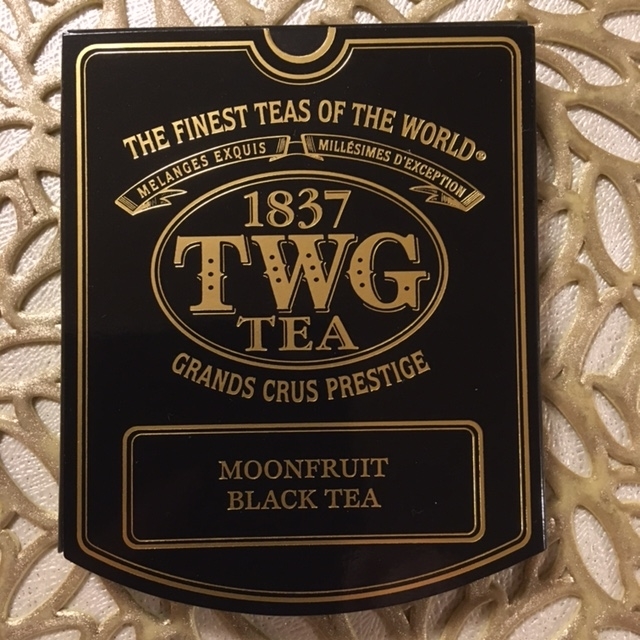 THE FINEST TEAS OF THE WORLD®
MÉLANGES EXQUIS MILLÉSIMES D'EXCEPTION
1837
TWG
TEA
GRANDS CRUS PRESTIGE
MOONFRUIT
BLACK TEA